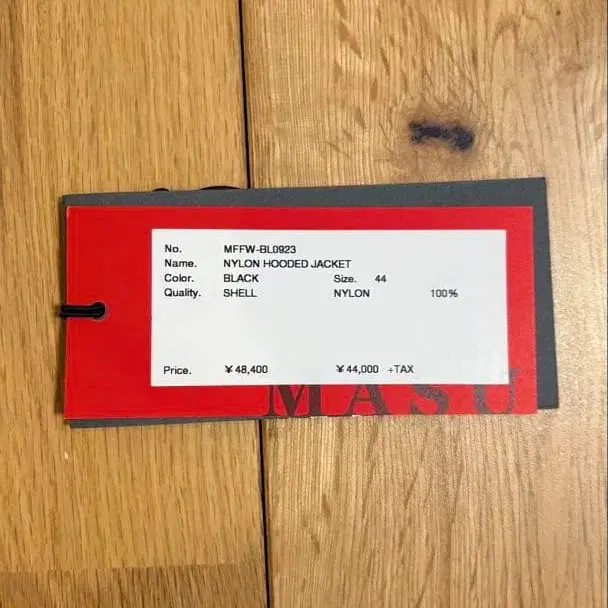 No. MFFW-BL0923
Name. NYLON HOODED JACKET
Color. BLACK Size. 44
Quality. SHELL NYLON 100%
Price. ¥48,400 ¥44,000 +TAX
MASU